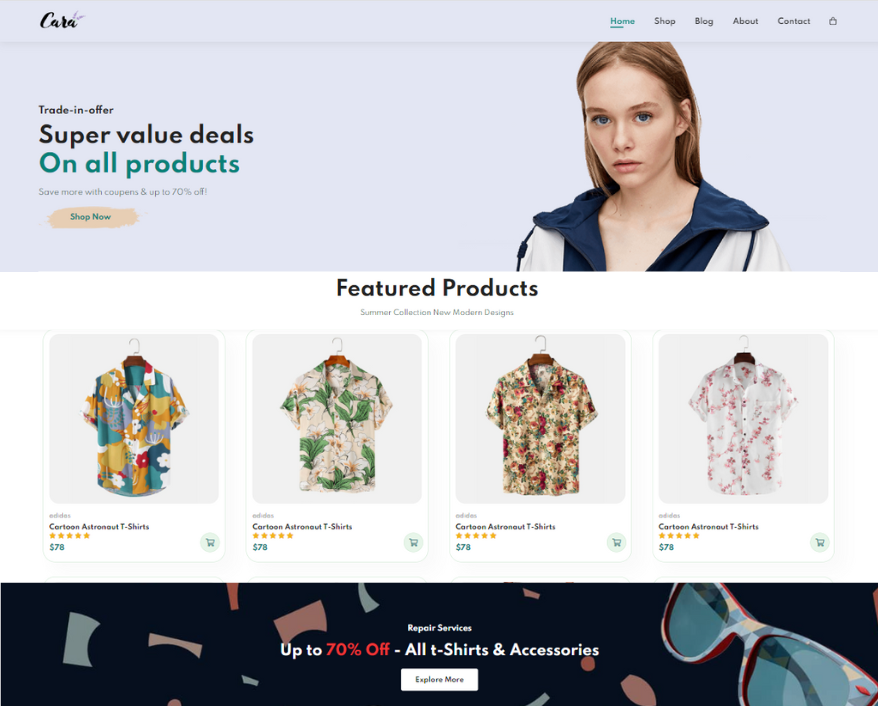 Cara
Home Shop Blog About Contact
Trade-in-offer
Super value deals
On all products
Save more with coupons & up to 70% off!
Shop Now
Featured Products
Summer Collection New Modern Designs
adidas adidas adidas adidas
Cartoon Astronaut T-Shirts Cartoon Astronaut T-Shirts Cartoon Astronaut T-Shirts Cartoon Astronaut T-Shirts
$78 $78 $78 $78
Repair Services
Up to 70% Off - All t-Shirts & Accessories
Explore More